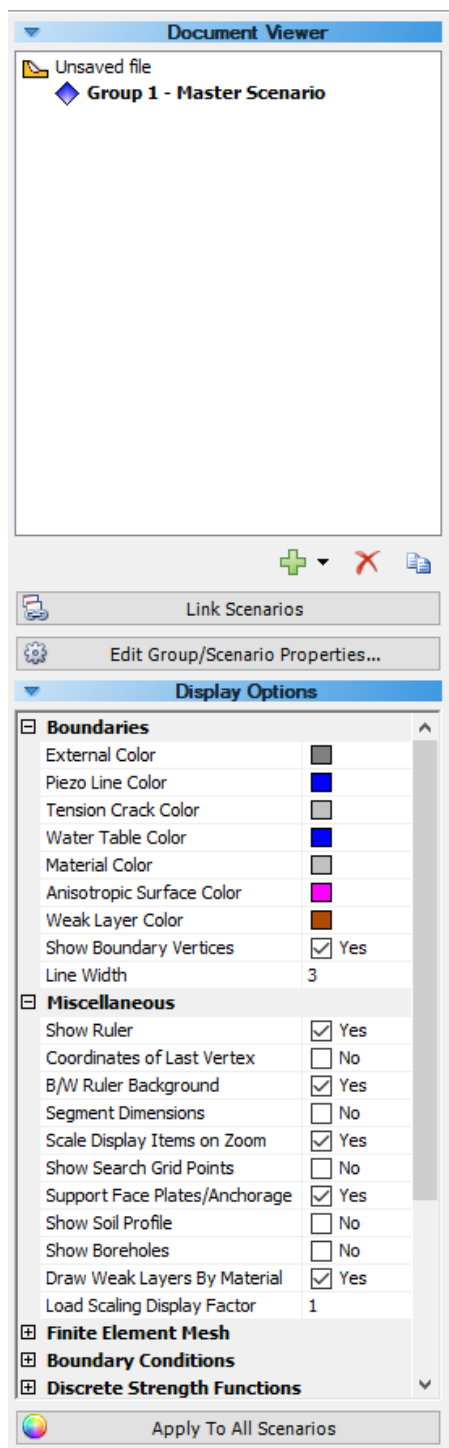 Document Viewer
Unsaved file
Group 1 - Master Scenario
Link Scenarios
Edit Group/Scenario Properties...
Display Options
Boundaries
External Color
Piezo Line Color
Tension Crack Color
Water Table Color
Material Color
Anisotropic Surface Color
Weak Layer Color
Show Boundary Vertices Yes
Line Width 3
Miscellaneous
Show Ruler Yes
Coordinates of Last Vertex No
B/W Ruler Background Yes
Segment Dimensions No
Scale Display Items on Zoom Yes
Show Search Grid Points No
Support Face Plates/Anchorage Yes
Show Soil Profile No
Show Boreholes No
Draw Weak Layers By Material Yes
Load Scaling Display Factor 1
Finite Element Mesh
Boundary Conditions
Discrete Strength Functions
Apply To All Scenarios